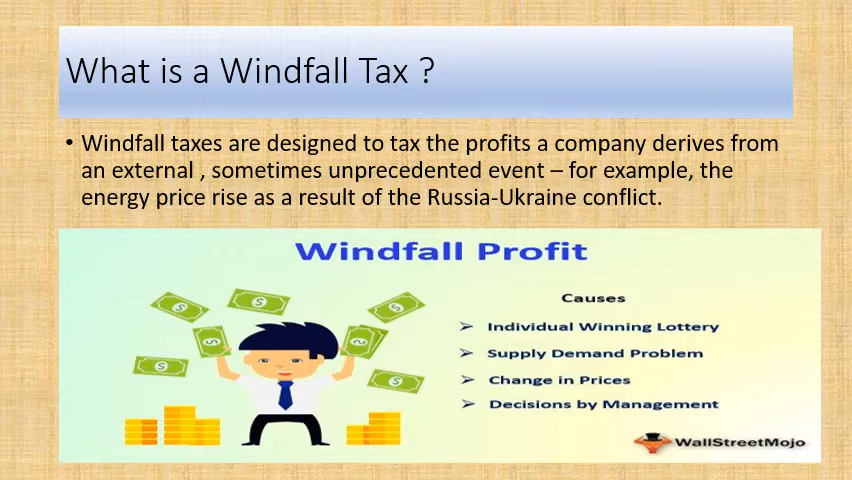 What is a Windfall Tax ?
• Windfall taxes are designed to tax the profits a company derives from
an external , sometimes unprecedented event – for example, the
energy price rise as a result of the Russia-Ukraine conflict.
Windfall Profit
Causes
➢ Individual Winning Lottery
➢ Supply Demand Problem
➢ Change in Prices
➢ Decisions by Management
WallStreetMojo